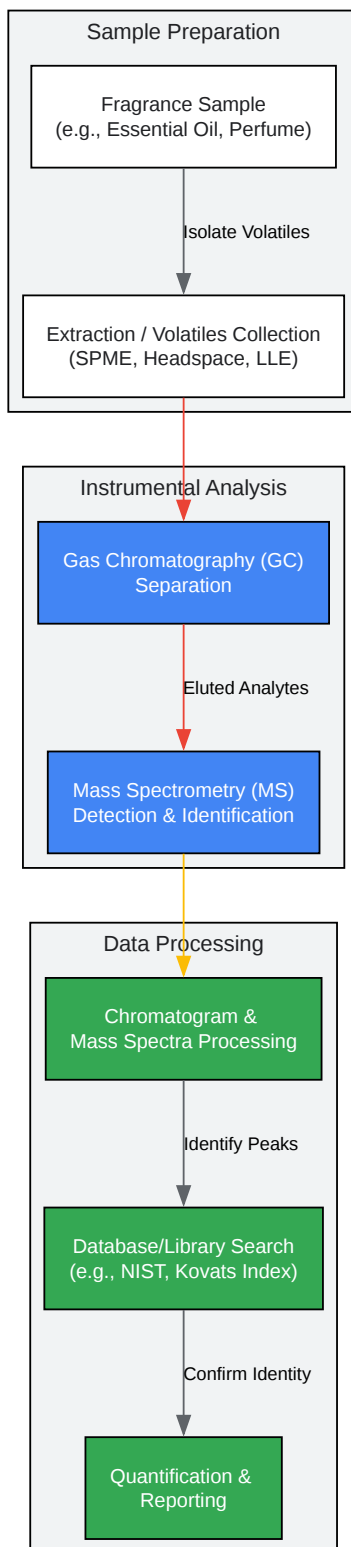 Sample Preparation
Fragrance Sample
(e.g., Essential Oil, Perfume)
Isolate Volatiles
Extraction / Volatiles Collection
(SPME, Headspace, LLE)
Instrumental Analysis
Gas Chromatography (GC)
Separation
Eluted Analytes
Mass Spectrometry (MS)
Detection & Identification
Data Processing
Chromatogram &
Mass Spectra Processing
Identify Peaks
Database/Library Search
(e.g., NIST, Kovats Index)
Confirm Identity
Quantification &
Reporting